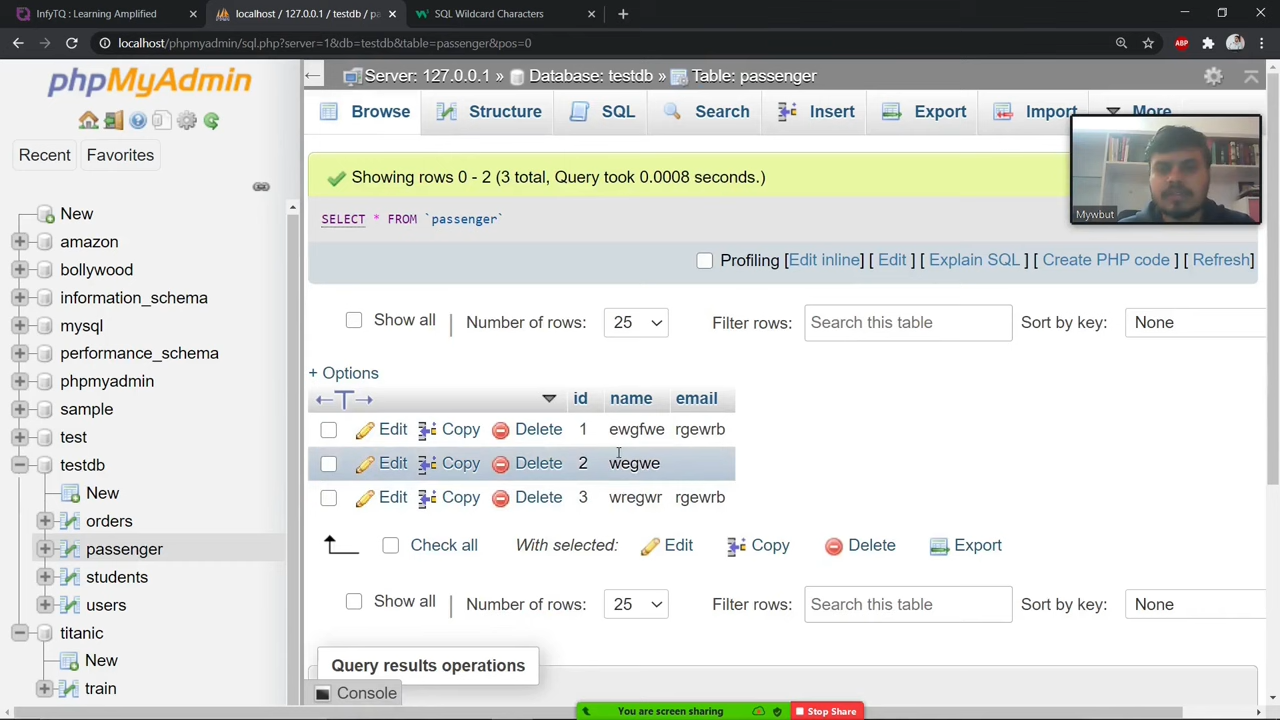 InfyTQ : Learning Amplified
localhost / 127.0.0.1 / testdb / pa
SQL Wildcard Characters
localhost/phpmyadmin/sql.php?server=1&db=testdb&table=passenger&pos=0
ABP
phpMyAdmin
Recent
Favorites
New
amazon
bollywood
information_schema
mysql
performance_schema
phpmyadmin
sample
test
testdb
New
orders
passenger
students
users
titanic
New
train
Server: 127.0.0.1 » Database: testdb » Table: passenger
Browse Structure SQL Search Insert Export Import More
Mywbut
Showing rows 0 - 2 (3 total, Query took 0.0008 seconds.)
SELECT * FROM `passenger`
Profiling [Edit inline] [ Edit ] [ Explain SQL ] [ Create PHP code ] [ Refresh]
Show all Number of rows: 25 Filter rows: Search this table Sort by key: None
+ Options
id name email
Edit Copy Delete 1 ewgfwe rgewrb
Edit Copy Delete 2 wegwe
Edit Copy Delete 3 wregwr rgewrb
Check all With selected: Edit Copy Delete Export
Show all Number of rows: 25 Filter rows: Search this table Sort by key: None
Query results operations
Console
You are screen sharing Stop Share